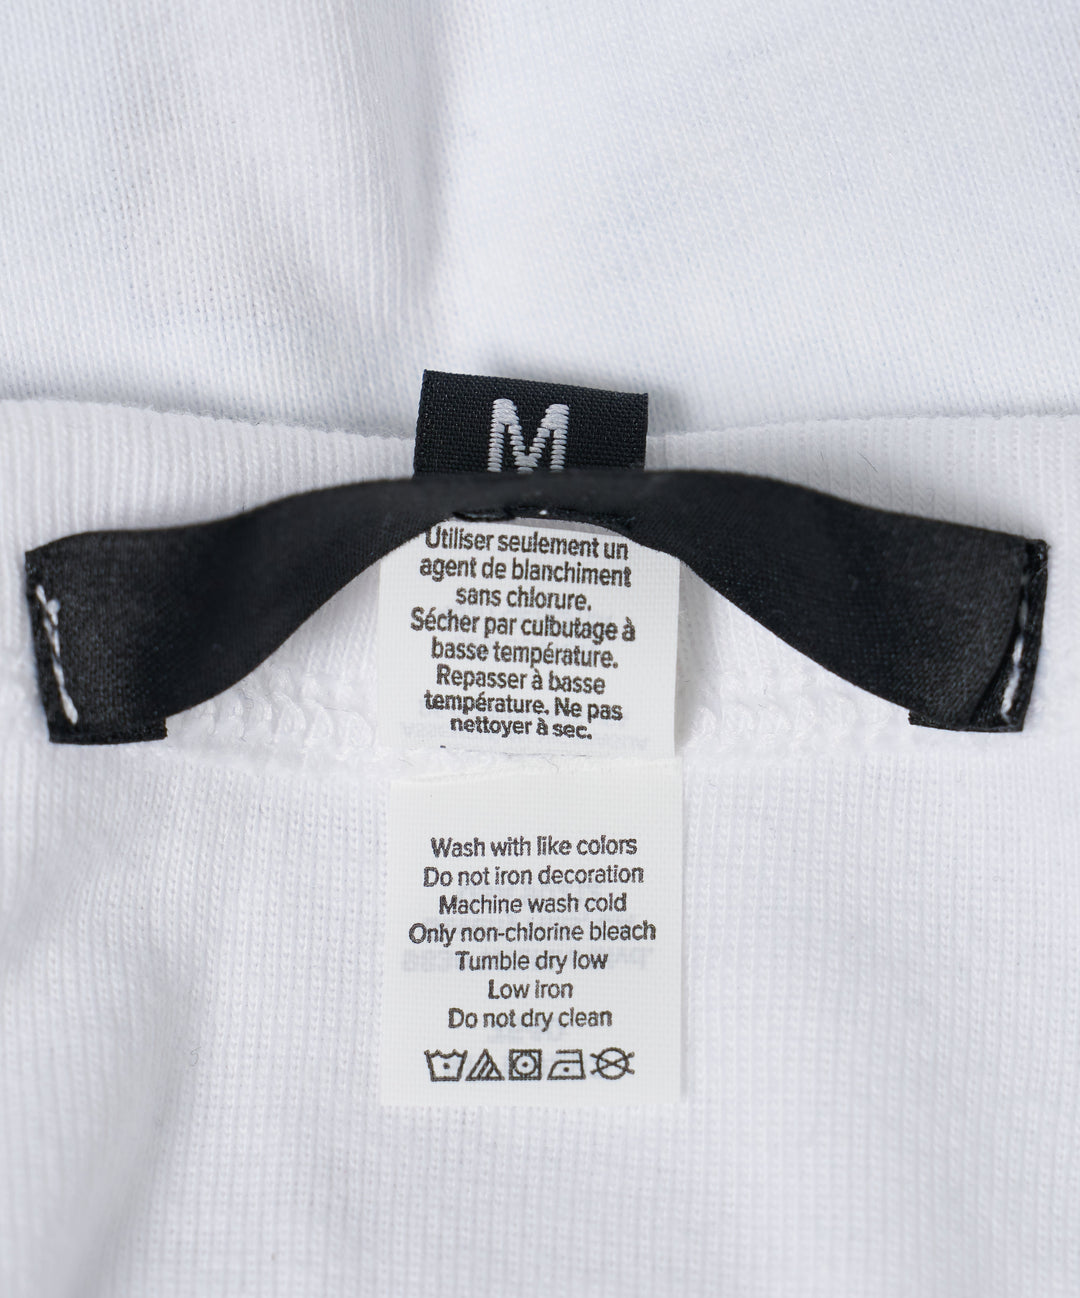 M
Utiliser seulement un
agent de blanchiment
sans chlorure.
Sécher par culbutage à
basse température.
Repasser à basse
température. Ne pas
nettoyer à sec.
Wash with like colors
Do not iron decoration
Machine wash cold
Only non-chlorine bleach
Tumble dry low
Low iron
Do not dry clean